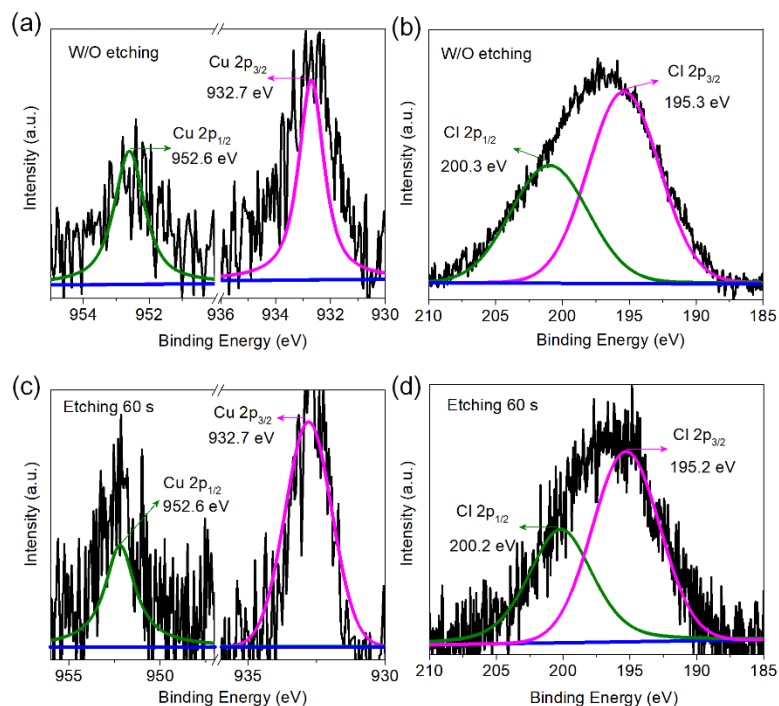 (a)
W/O etching
Cu 2p3/2
932.7 eV
Cu 2p1/2
952.6 eV
Intensity (a.u.)
954 952 936 934 932 930
Binding Energy (eV)
(b)
W/O etching
Cl 2p3/2
195.3 eV
Cl 2p1/2
200.3 eV
Intensity (a.u.)
210 205 200 195 190 185
Binding Energy (eV)
(c)
Etching 60 s
Cu 2p3/2
932.7 eV
Cu 2p1/2
952.6 eV
Intensity (a.u.)
955 950 935 930
Binding Energy (eV)
(d)
Etching 60 s
Cl 2p3/2
195.2 eV
Cl 2p1/2
200.2 eV
Intensity (a.u.)
210 205 200 195 190 185
Binding Energy (eV)